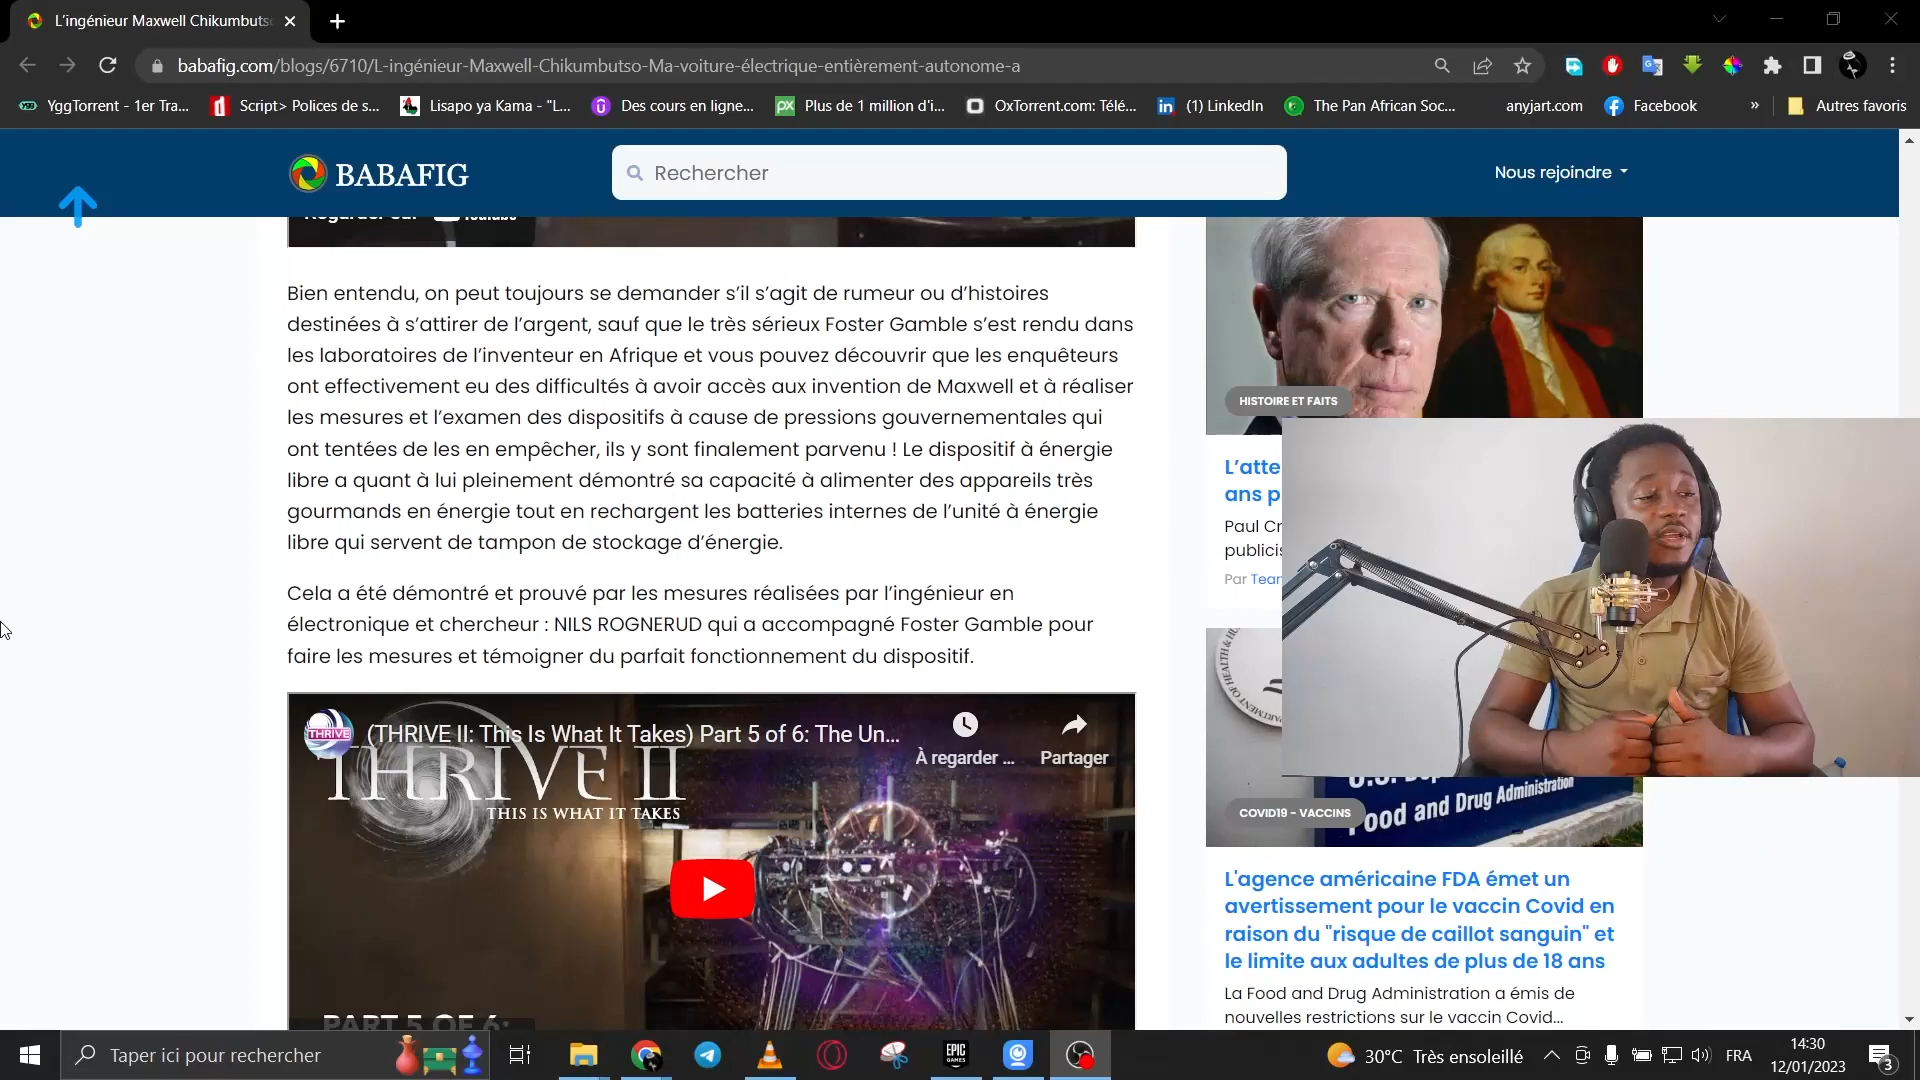 L'ingénieur Maxwell Chikumbuts
babafig.com/blogs/6710/L-ingénieur-Maxwell-Chikumbutso-Ma-voiture-électrique-entièrement-autonome-a
YggTorrent - 1er Tra...
Script> Polices de s...
Lisapo ya Kama - "L...
Des cours en ligne...
Plus de 1 million d'i...
OxTorrent.com: Télé...
(1) LinkedIn
The Pan African Soc...
anyjart.com
Facebook
»
Autres favoris
BABAFIG
Rechercher
Nous rejoindre
Bien entendu, on peut toujours se demander s'il s'agit de rumeur ou d'histoires
destinées à s'attirer de l'argent, sauf que le très sérieux Foster Gamble s'est rendu dans
les laboratoires de l'inventeur en Afrique et vous pouvez découvrir que les enquêteurs
ont effectivement eu des difficultés à avoir accès aux invention de Maxwell et à réaliser
les mesures et l'examen des dispositifs à cause de pressions gouvernementales qui
ont tentées de les en empêcher, ils y sont finalement parvenu ! Le dispositif à énergie
libre a quant à lui pleinement démontré sa capacité à alimenter des appareils très
gourmands en énergie tout en rechargent les batteries internes de l'unité à énergie
libre qui servent de tampon de stockage d'énergie.
Cela a été démontré et prouvé par les mesures réalisées par l'ingénieur en
électronique et chercheur : NILS ROGNERUD qui a accompagné Foster Gamble pour
faire les mesures et témoigner du parfait fonctionnement du dispositif.
THRIVE
(THRIVE II: This Is What It Takes) Part 5 of 6: The Un...
À regarder ...
Partager
THRIVE II
THIS IS WHAT IT TAKES
PART 5 OF 6:
HISTOIRE ET FAITS
L'atte
ans p
Paul Cr
publicis
Par Tean
COVID19 - VACCINS
Food and Drug Administration
L'agence américaine FDA émet un
avertissement pour le vaccin Covid en
raison du "risque de caillot sanguin" et
le limite aux adultes de plus de 18 ans
La Food and Drug Administration a émis de
nouvelles restrictions sur le vaccin Covid...
Taper ici pour rechercher
EPIC
GAMES
30°C Très ensoleillé
FRA
14:30
12/01/2023
3